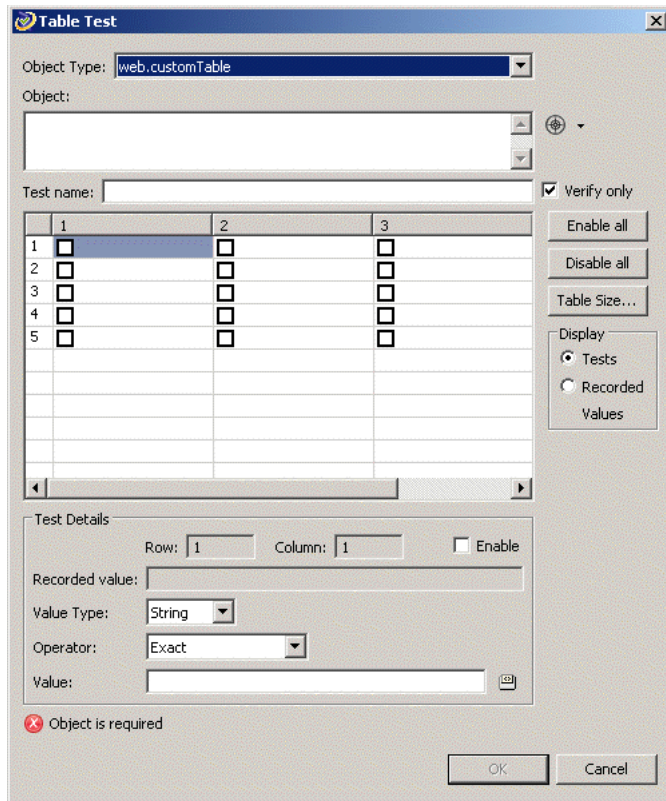 Table Test
Object Type: web.customTable
Object:
Test name:
Verify only
1 2 3
1
2
3
4
5
Enable all
Disable all
Table Size...
Display
Tests
Recorded
Values
Test Details
Row: 1 Column: 1 Enable
Recorded value:
Value Type: String
Operator: Exact
Value:
Object is required
OK Cancel